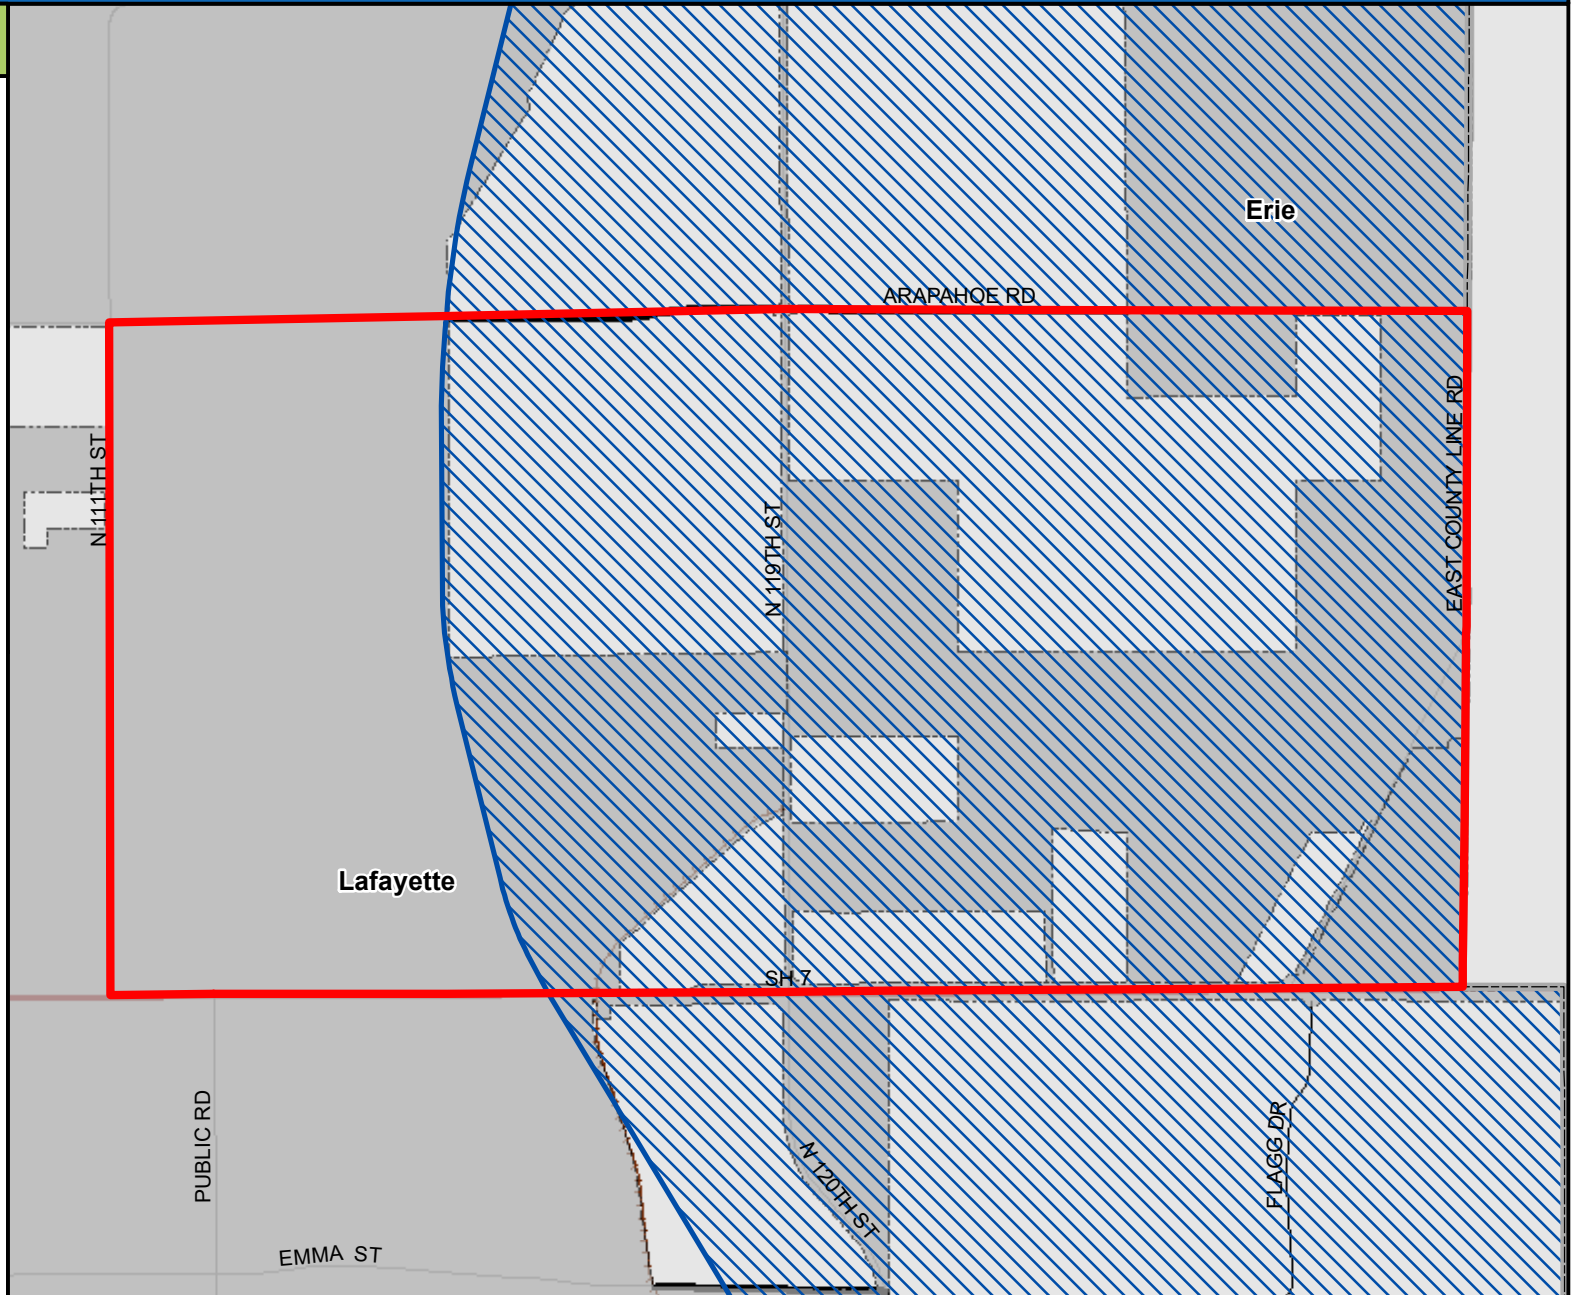 Erie
ARAPAHOE RD
N 111TH ST
EAST COUNTY LINE RD
N 119TH ST
Lafayette
SH 7
PUBLIC RD
N 120TH ST
FLAGG DR
EMMA ST